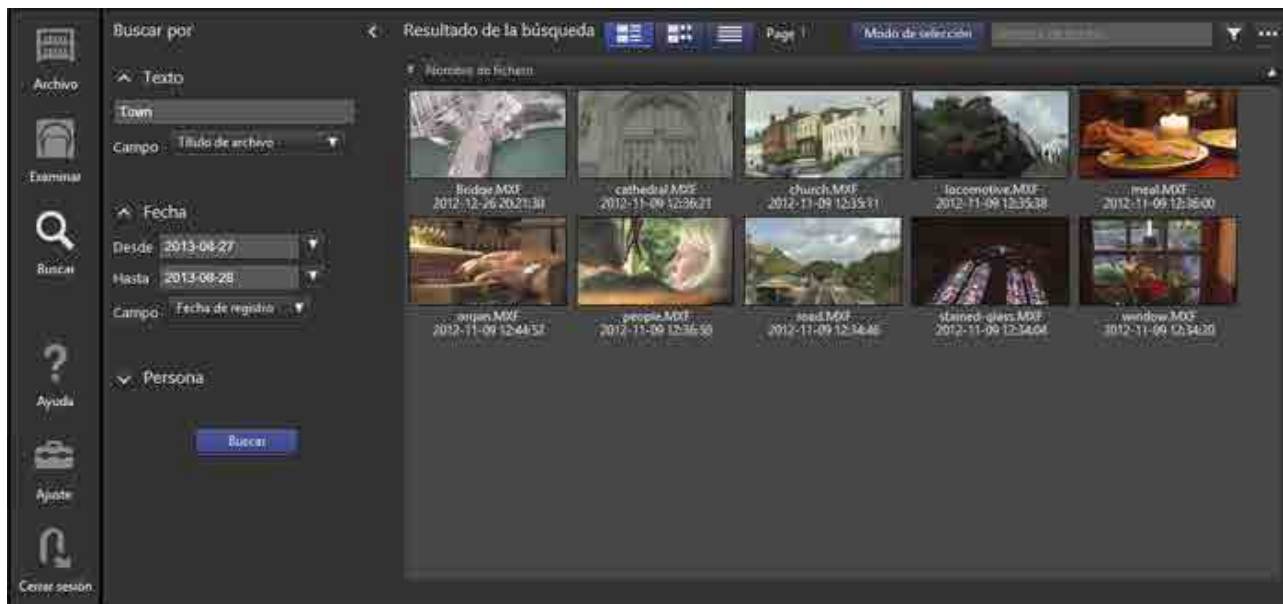 Archivo
Examinar
Buscar
Ayuda
Ajuste
Cerrar sesión
Buscar por
Texto
Town
Campo Título de archivo
Fecha
Desde 2013-08-27
Hasta 2013-08-28
Campo Fecha de registro
Persona
Buscar
Resultado de la búsqueda Page 1 Modo de selección
Nombre de fichero
Bridge.MXF cathedral.MXF church.MXF locomotive.MXF meal.MXF
2012-12-26 20:21:30 2012-11-09 12:36:21 2012-11-09 12:35:11 2012-11-09 12:35:38 2012-11-09 12:36:00
organ.MXF people.MXF road.MXF stained-glass.MXF window.MXF
2012-11-09 12:44:52 2012-11-09 12:36:50 2012-11-09 12:34:46 2012-11-09 12:34:04 2012-11-09 12:34:20